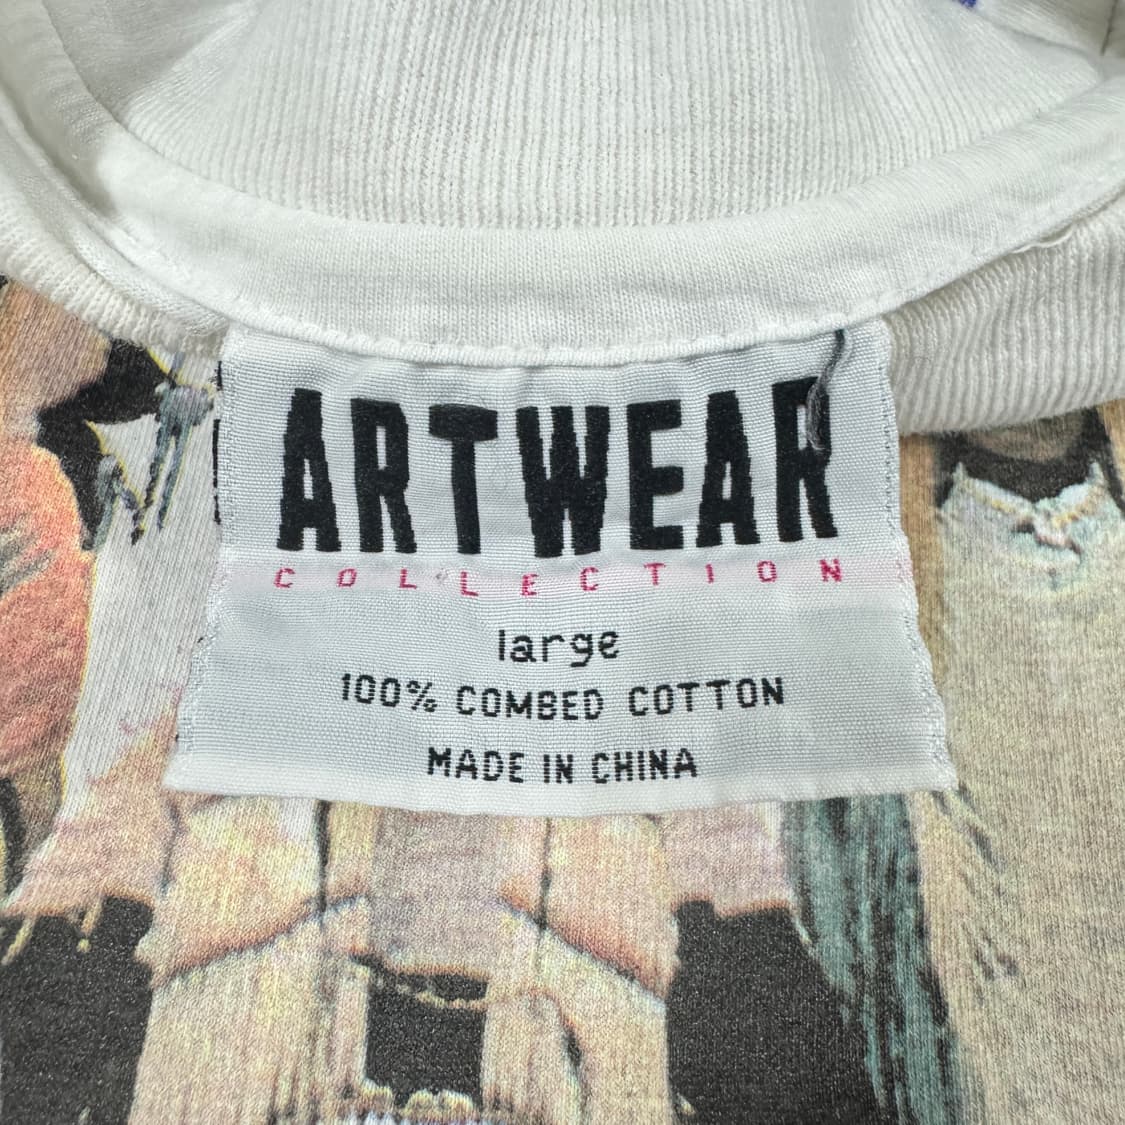 ARTWEAR
COLLECTION
large
100% COMBED COTTON
MADE IN CHINA